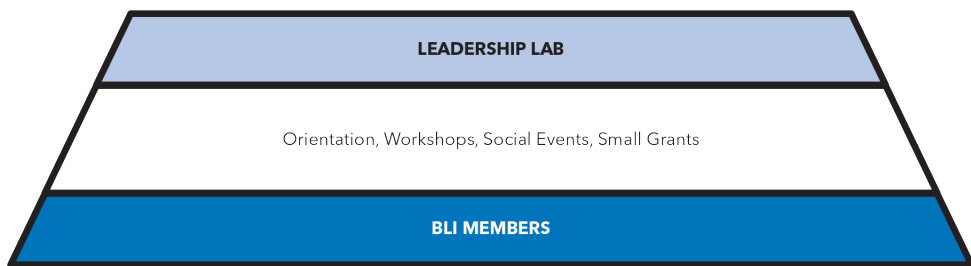 LEADERSHIP LAB
Orientation, Workshops, Social Events, Small Grants
BLI MEMBERS